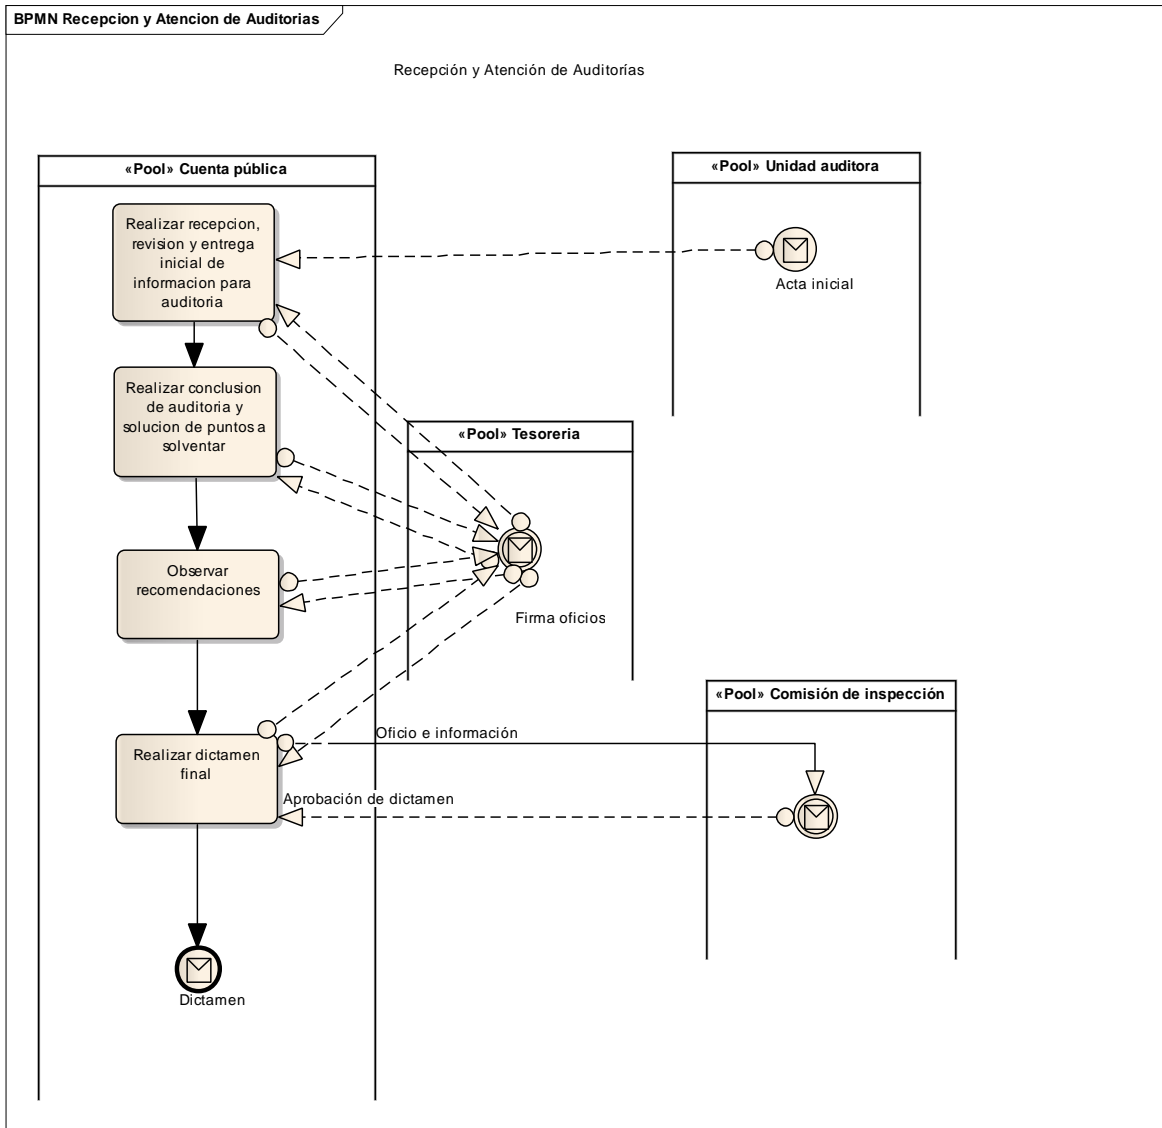 BPMN Recepcion y Atencion de Auditorias
Recepción y Atención de Auditorías
«Pool» Cuenta pública
Realizar recepcion,
revision y entrega
inicial de
informacion para
auditoria
Realizar conclusion
de auditoria y
solucion de puntos a
solventar
Observar
recomendaciones
Realizar dictamen
final
Dictamen
«Pool» Unidad auditora
Acta inicial
«Pool» Tesoreria
Firma oficios
«Pool» Comisión de inspección
Oficio e información
Aprobación de dictamen